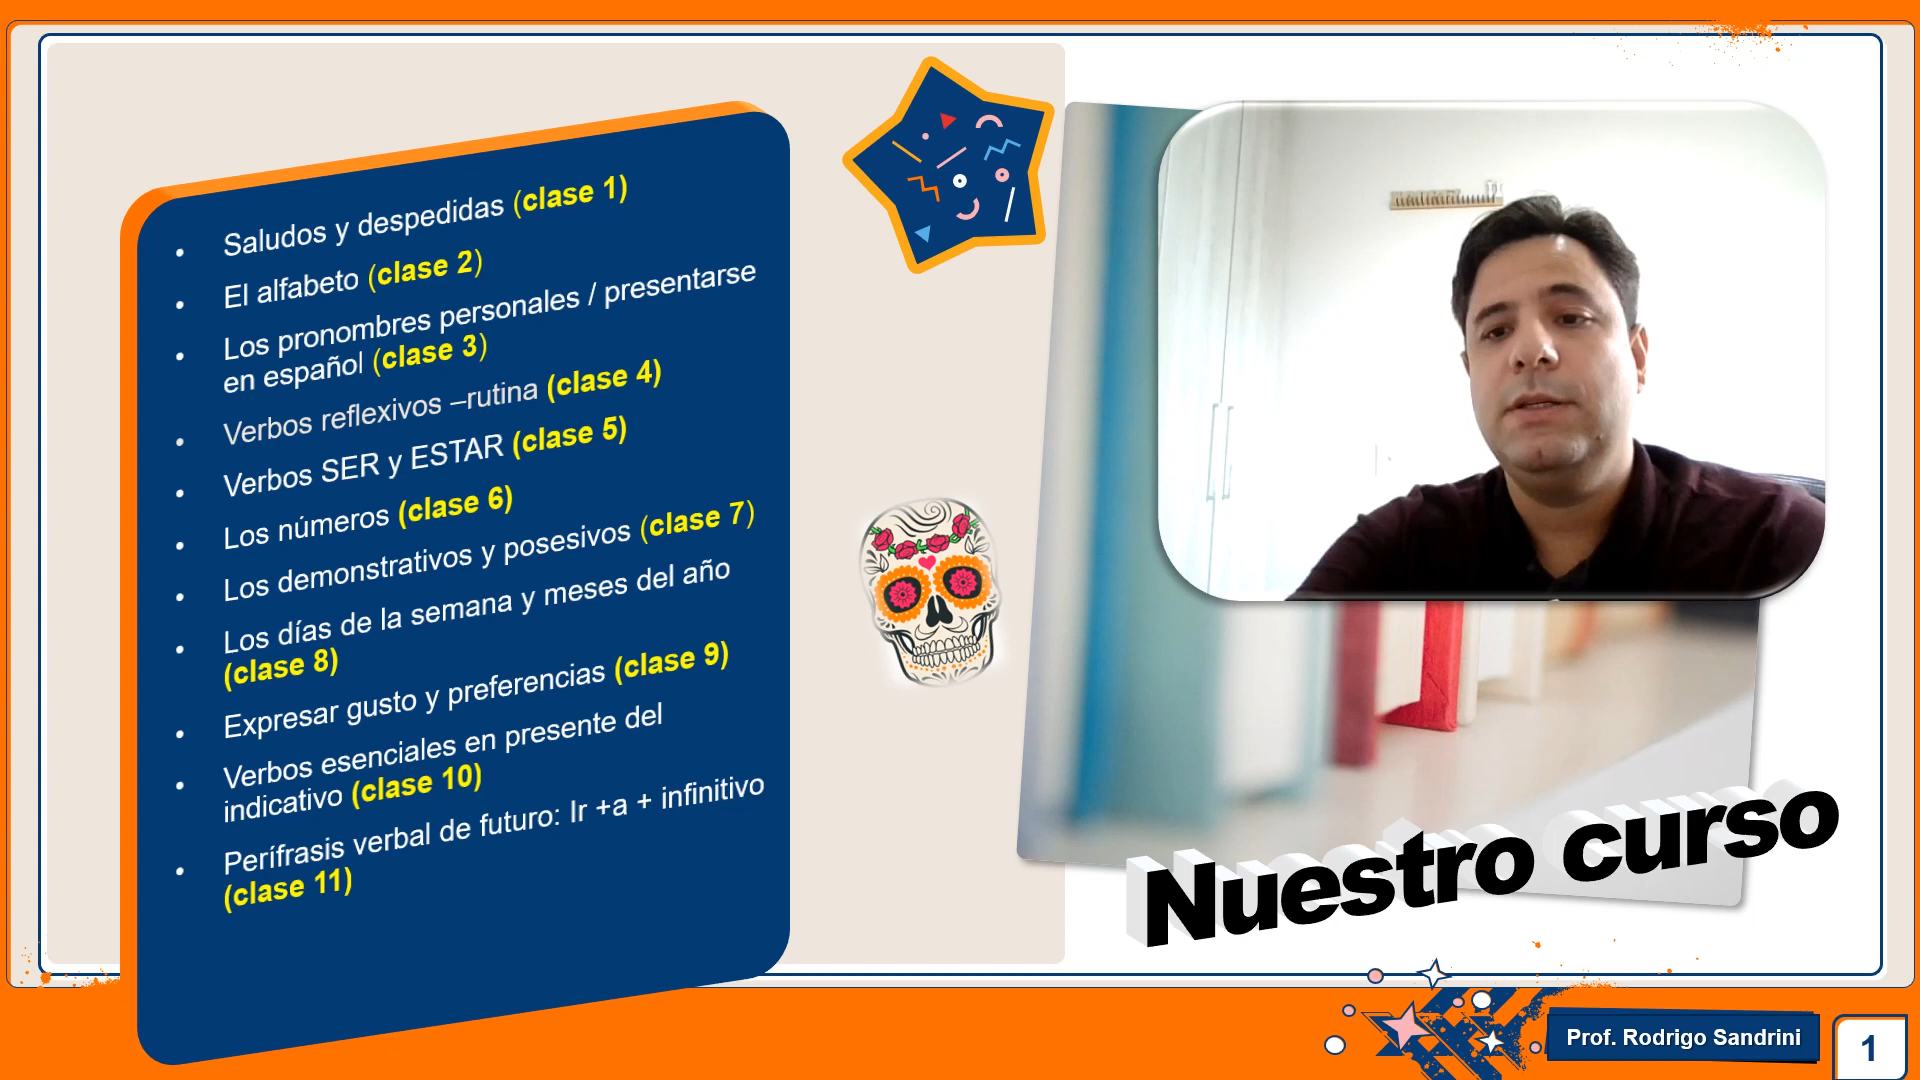 • Saludos y despedidas (clase 1)
• El alfabeto (clase 2)
• Los pronombres personales / presentarse
en español (clase 3)
• Verbos reflexivos –rutina (clase 4)
• Verbos SER y ESTAR (clase 5)
• Los números (clase 6)
• Los demonstrativos y posesivos (clase 7)
• Los días de la semana y meses del año
(clase 8)
• Expresar gusto y preferencias (clase 9)
• Verbos esenciales en presente del
indicativo (clase 10)
• Perífrasis verbal de futuro: Ir +a + infinitivo
(clase 11)
Nuestro curso
Prof. Rodrigo Sandrini
1